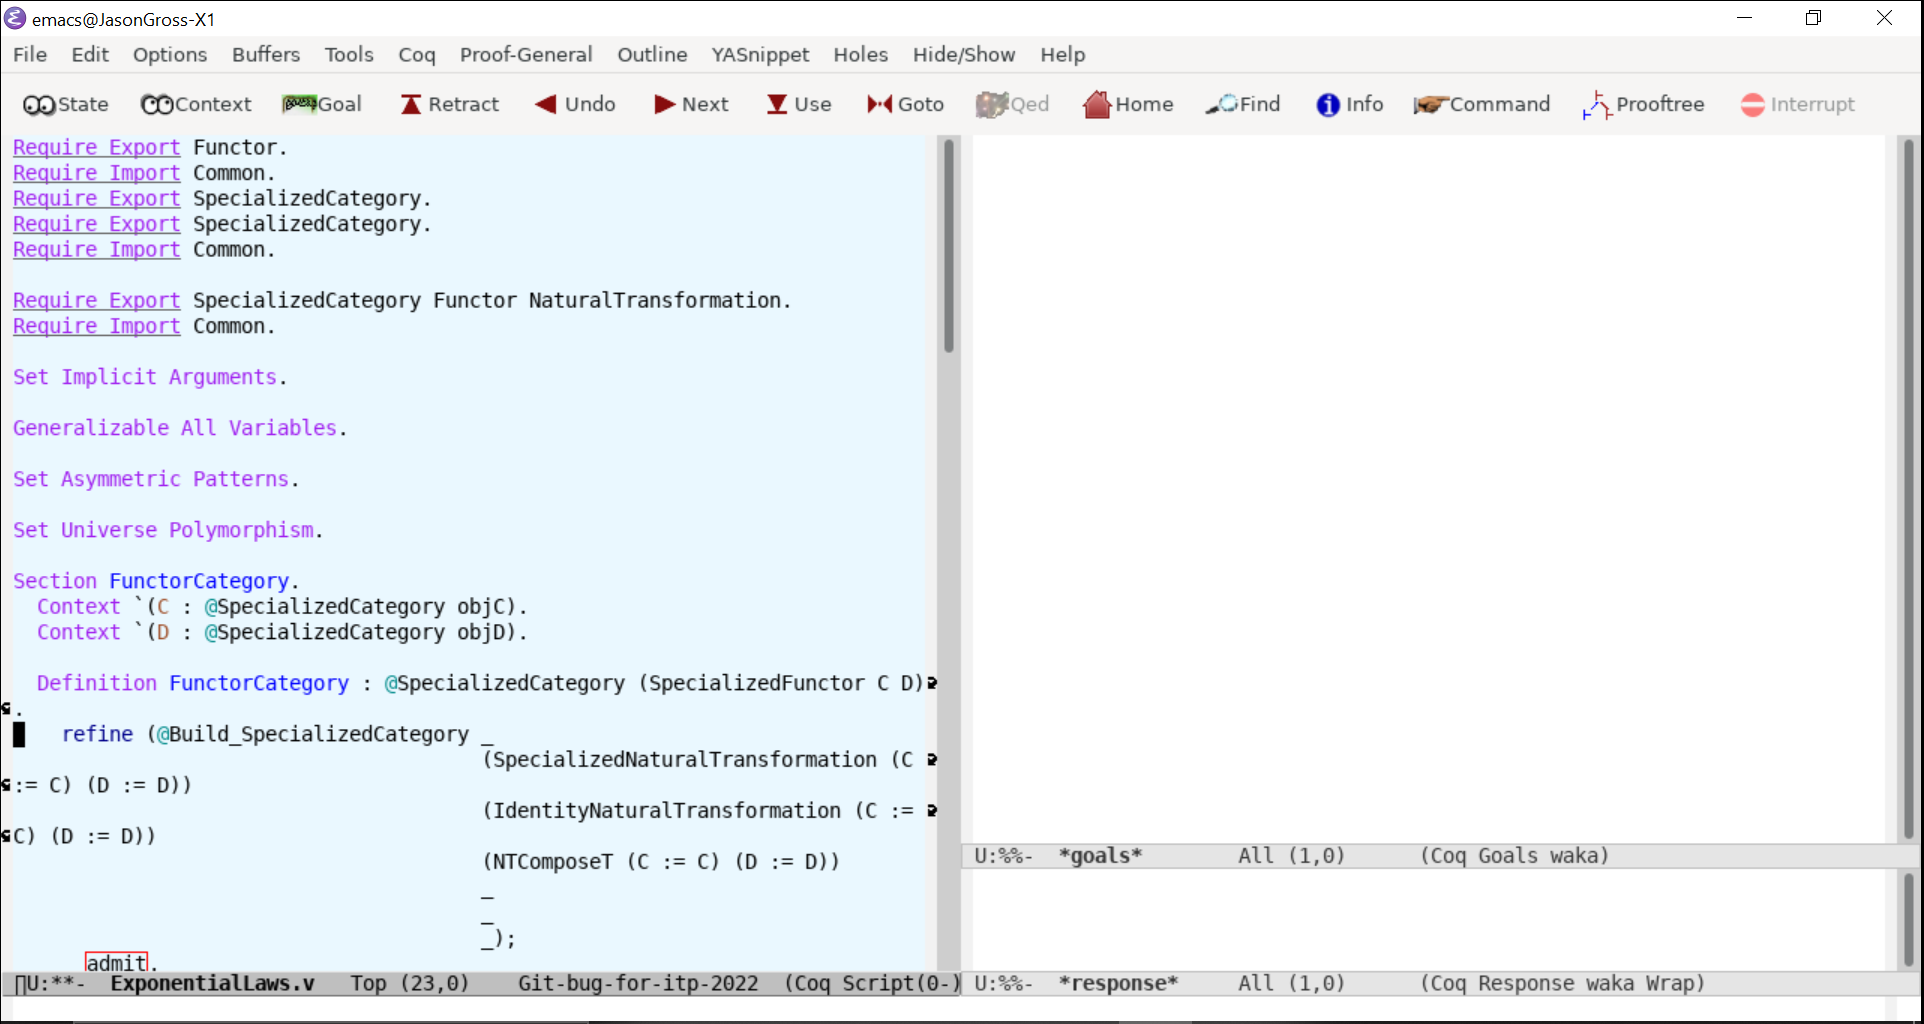 emacs@JasonGross-X1
File Edit Options Buffers Tools Coq Proof-General Outline YASnippet Holes Hide/Show Help
State Context Goal Retract Undo Next Use Goto Qed Home Find Info Command Prooftree Interrupt
Require Export Functor.
Require Import Common.
Require Export SpecializedCategory.
Require Export SpecializedCategory.
Require Import Common.
Require Export SpecializedCategory Functor NaturalTransformation.
Require Import Common.
Set Implicit Arguments.
Generalizable All Variables.
Set Asymmetric Patterns.
Set Universe Polymorphism.
Section FunctorCategory.
Context `(C : @SpecializedCategory objC).
Context `(D : @SpecializedCategory objD).
Definition FunctorCategory : @SpecializedCategory (SpecializedFunctor C D)
.
refine (@Build_SpecializedCategory _
(SpecializedNaturalTransformation (C
:= C) (D := D))
(IdentityNaturalTransformation (C :=
C) (D := D))
(NTComposeT (C := C) (D := D))
_
_
_);
admit.
U:**- ExponentialLaws.v Top (23,0) Git-bug-for-itp-2022 (Coq Script(0-)
U:%%- *goals* All (1,0) (Coq Goals waka)
U:%%- *response* All (1,0) (Coq Response waka Wrap)